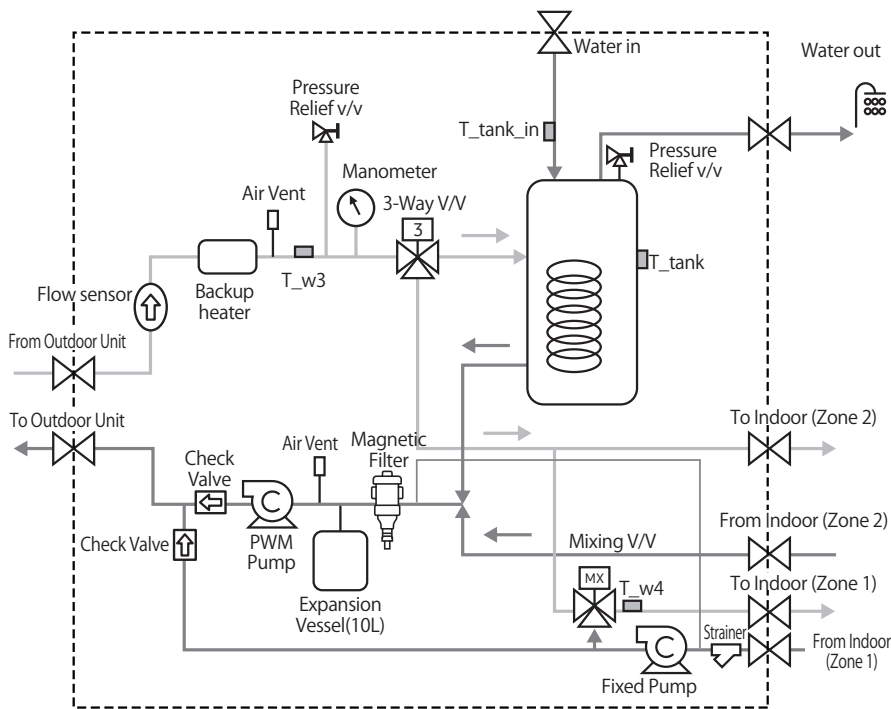 Water in
Water out
Pressure
Relief v/v
T_tank_in
Pressure
Relief v/v
Manometer
Air Vent
3-Way V/V
3
T_w3
T_tank
Backup
heater
Flow sensor
From Outdoor Unit
To Outdoor Unit
To Indoor (Zone 2)
Air Vent
Magnetic
Filter
Check
Valve
C
PWM
Pump
From Indoor (Zone 2)
Mixing V/V
Check Valve
MX
T_w4
To Indoor (Zone 1)
Expansion
Vessel(10L)
C
Strainer
From Indoor
(Zone 1)
Fixed Pump